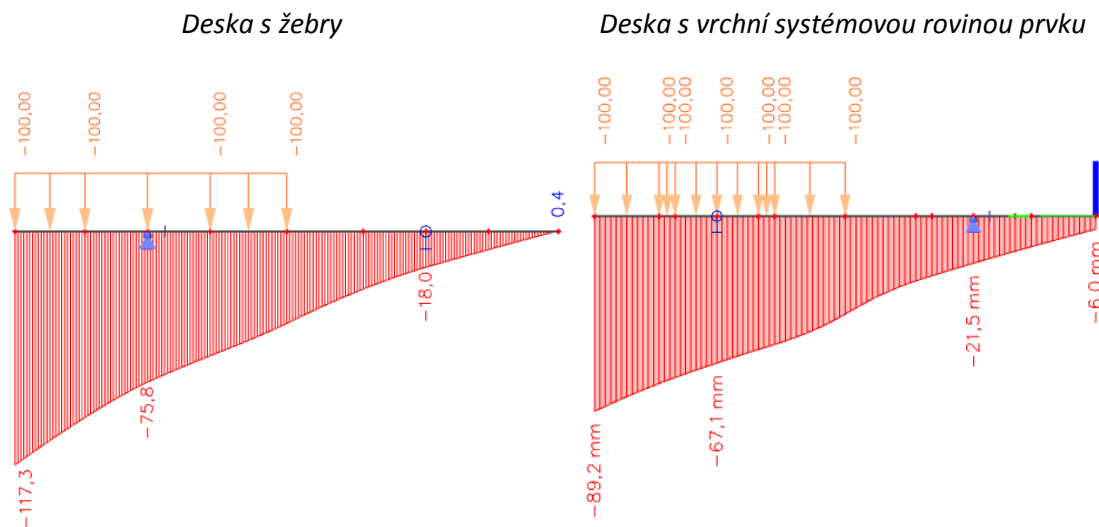 Deska s žebry
-100,00
-100,00
-100,00
-100,00
0,4
-18,0
-75,8
-117,3
Deska s vrchní systémovou rovinou prvku
-100,00
-100,00
-100,00
-100,00
-100,00
-100,00
-100,00
-6,0 mm
-21,5 mm
-67,1 mm
-89,2 mm